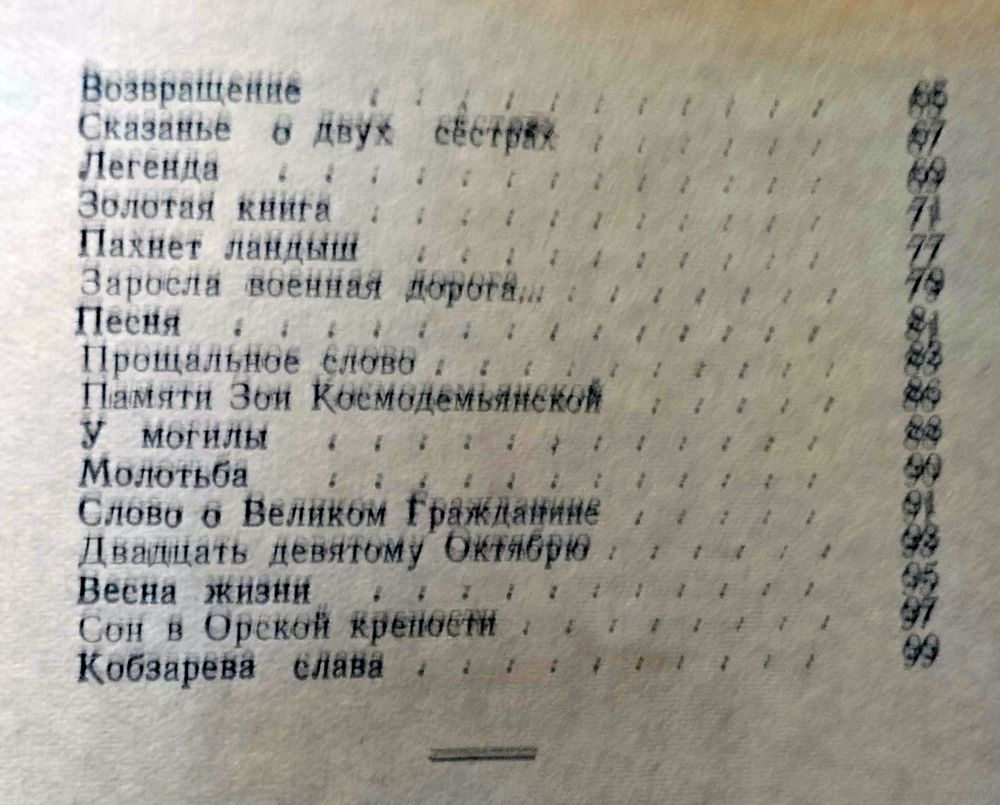 Возвращение . . . . . . . . . . . 65
Сказанье о двух сёстрах . . . . . . 67
Легенда . . . . . . . . . . . . . 69
Золотая книга . . . . . . . . . . . 71
Пахнет ландыш . . . . . . . . . . 77
Заросла военная дорога... . . . . . . . 79
Песня . . . . . . . . . . . . . . 81
Прощальное слово . . . . . . . . . . 83
Памяти Зои Космодемьянской . . . . . 86
У могилы . . . . . . . . . . . . 88
Молотьба . . . . . . . . . . . . 90
Слово о Великом Гражданине . . . . . 91
Двадцать девятому Октябрю . . . . . . 93
Весна жизни . . . . . . . . . . . 95
Сон в Орской крепости . . . . . . . . 97
Кобзарева слава . . . . . . . . . . 99